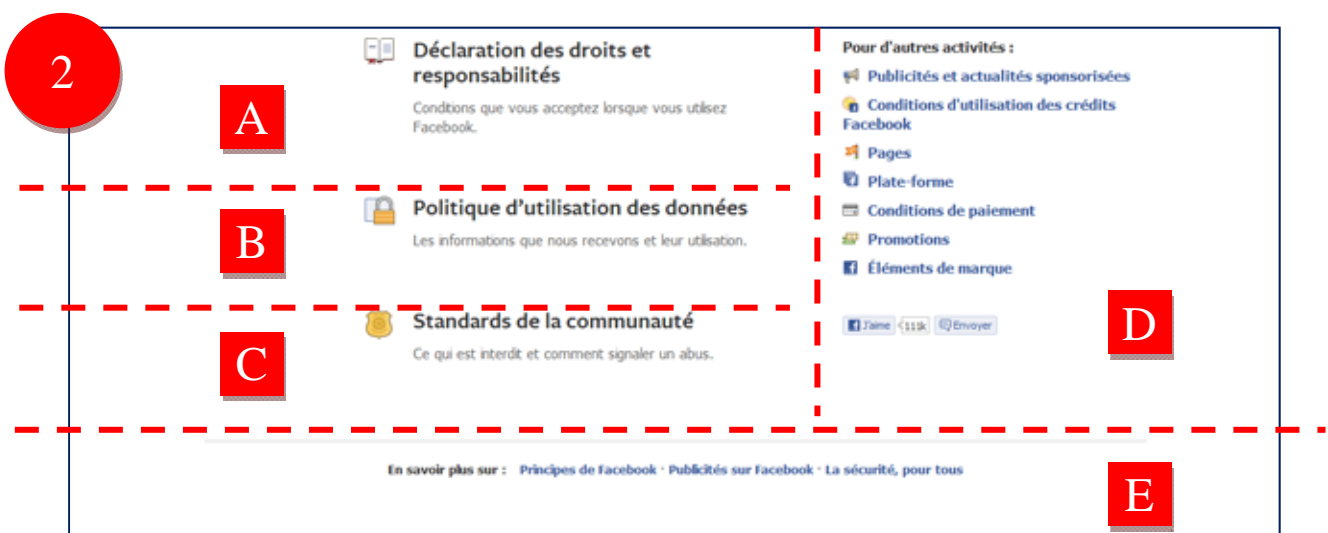 2
A
Déclaration des droits et
responsabilités
Conditions que vous acceptez lorsque vous utilisez
Facebook.
B
Politique d'utilisation des données
Les informations que nous recevons et leur utilisation.
C
Standards de la communauté
Ce qui est interdit et comment signaler un abus.
Pour d'autres activités :
Publicités et actualités sponsorisées
Conditions d'utilisation des crédits
Facebook
Pages
Plate-forme
Conditions de paiement
Promotions
Éléments de marque
J'aime 111k Envoyer
D
En savoir plus sur : Principes de Facebook · Publicités sur Facebook · La sécurité, pour tous
E